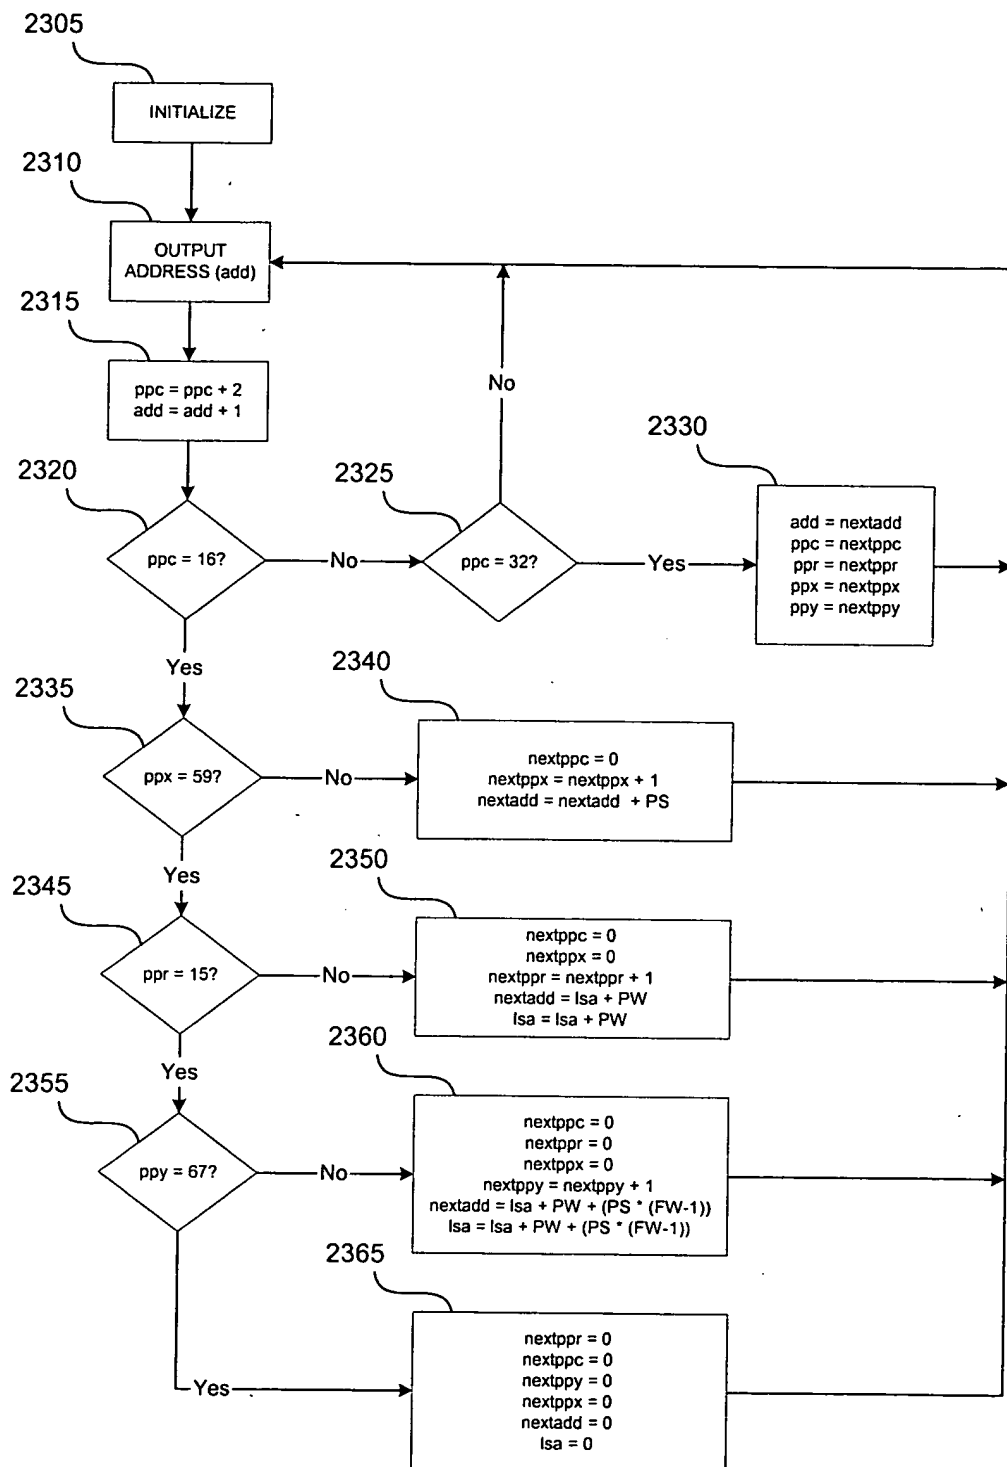 2305
INITIALIZE
2310
OUTPUT
ADDRESS (add)
2315
ppc = ppc + 2
add = add + 1
No
2320
ppc = 16?
No
2325
ppc = 32?
Yes
2330
add = nextadd
ppc = nextppc
ppr = nextppr
ppx = nextppx
ppy = nextppy
Yes
2335
ppx = 59?
No
2340
nextppc = 0
nextppx = nextppx + 1
nextadd = nextadd + PS
Yes
2345
ppr = 15?
No
2350
nextppc = 0
nextppx = 0
nextppr = nextppr + 1
nextadd = lsa + PW
lsa = lsa + PW
Yes
2355
ppy = 67?
No
2360
nextppc = 0
nextppr = 0
nextppx = 0
nextppy = nextppy + 1
nextadd = lsa + PW + (PS * (FW-1))
lsa = lsa + PW + (PS * (FW-1))
Yes
2365
nextppr = 0
nextppc = 0
nextppy = 0
nextppx = 0
nextadd = 0
lsa = 0